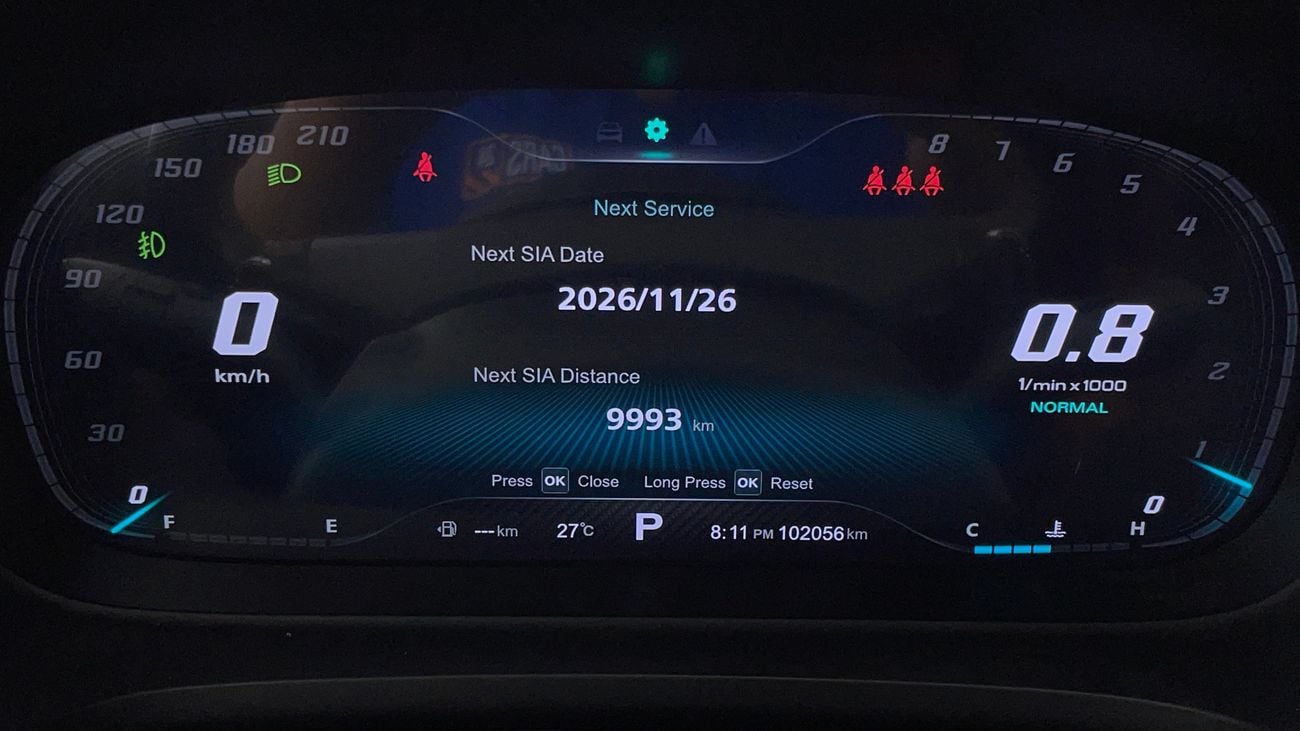 210
180
150
120
90
60
30
0
0
km/h
F
E
Next Service
Next SIA Date
2026/11/26
Next SIA Distance
9993 km
Press OK Close Long Press OK Reset
---km 27°C P 8:11 PM 102056km
8
7
6
5
4
3
2
1
0
0.8
1/min x 1000
NORMAL
C
H